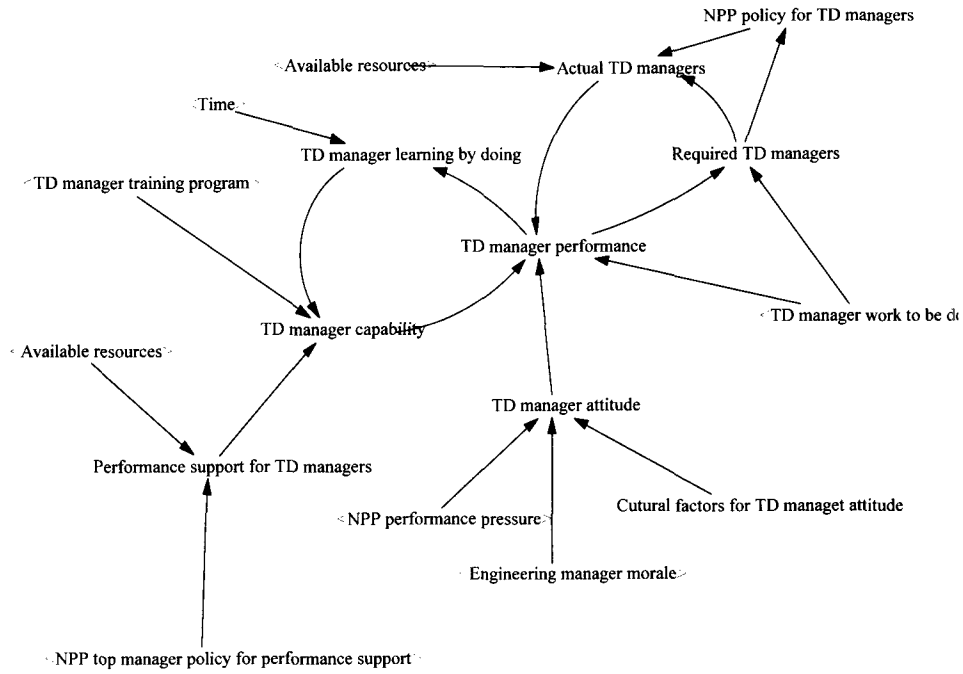 NPP policy for TD managers
<Available resources>
Actual TD managers
<Time>
TD manager learning by doing
Required TD managers
<TD manager training program>
TD manager performance
<TD manager work to be do
TD manager capability
<Available resources>
TD manager attitude
Performance support for TD managers
Cutural factors for TD managet attitude
<NPP performance pressure>
<Engineering manager morale>
<NPP top manager policy for performance support>